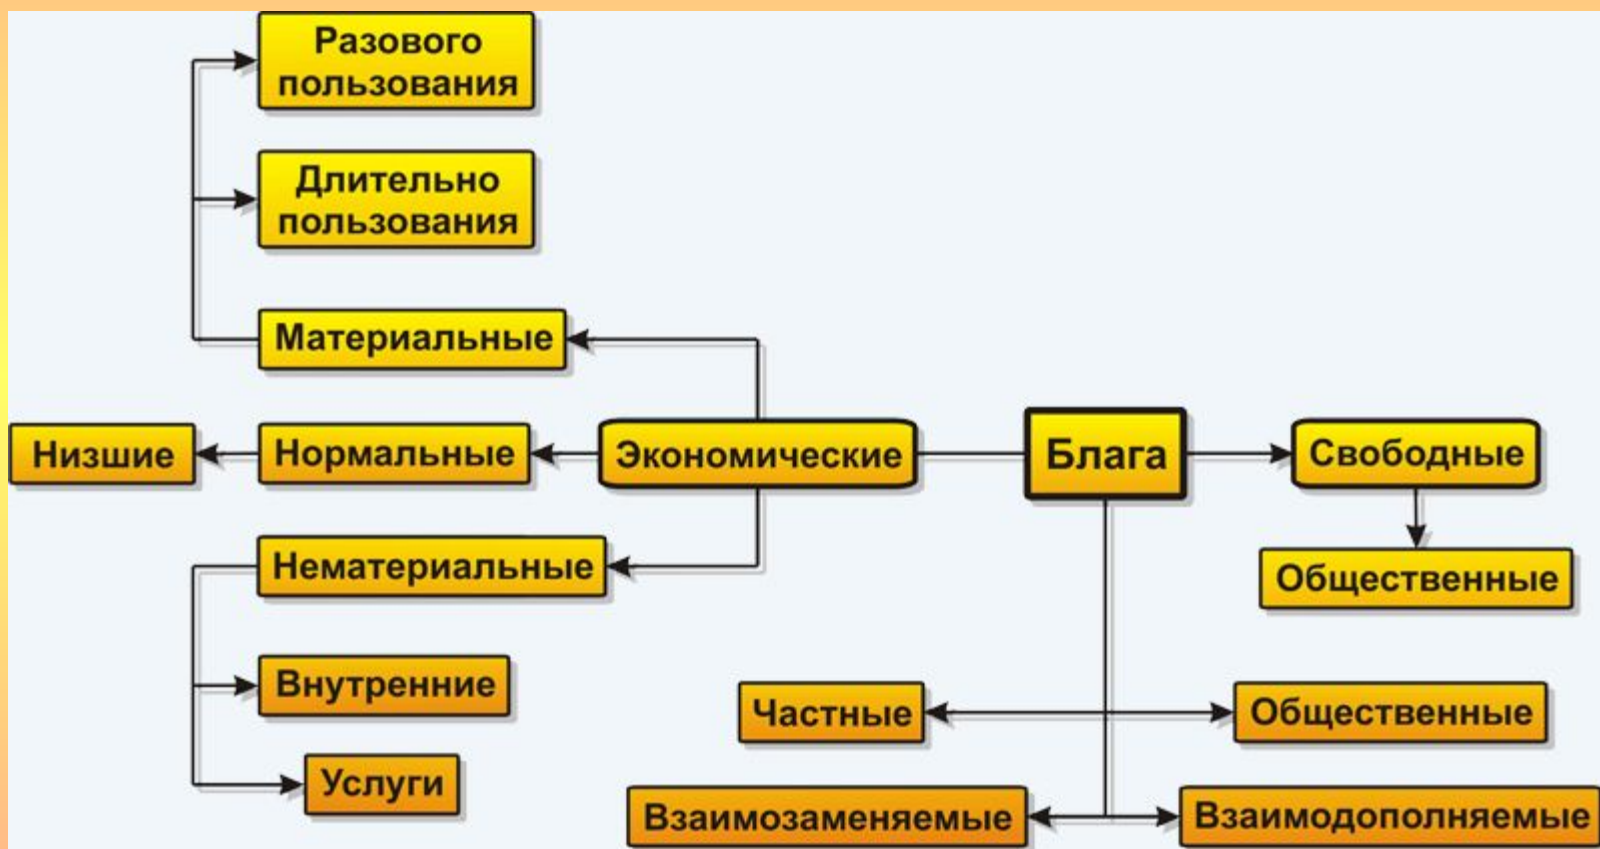 Разового
пользования
Длительно
пользования
Материальные
Низшие
Нормальные
Экономические
Блага
Свободные
Нематериальные
Общественные
Внутренние
Частные
Общественные
Услуги
Взаимозаменяемые
Взаимодополняемые